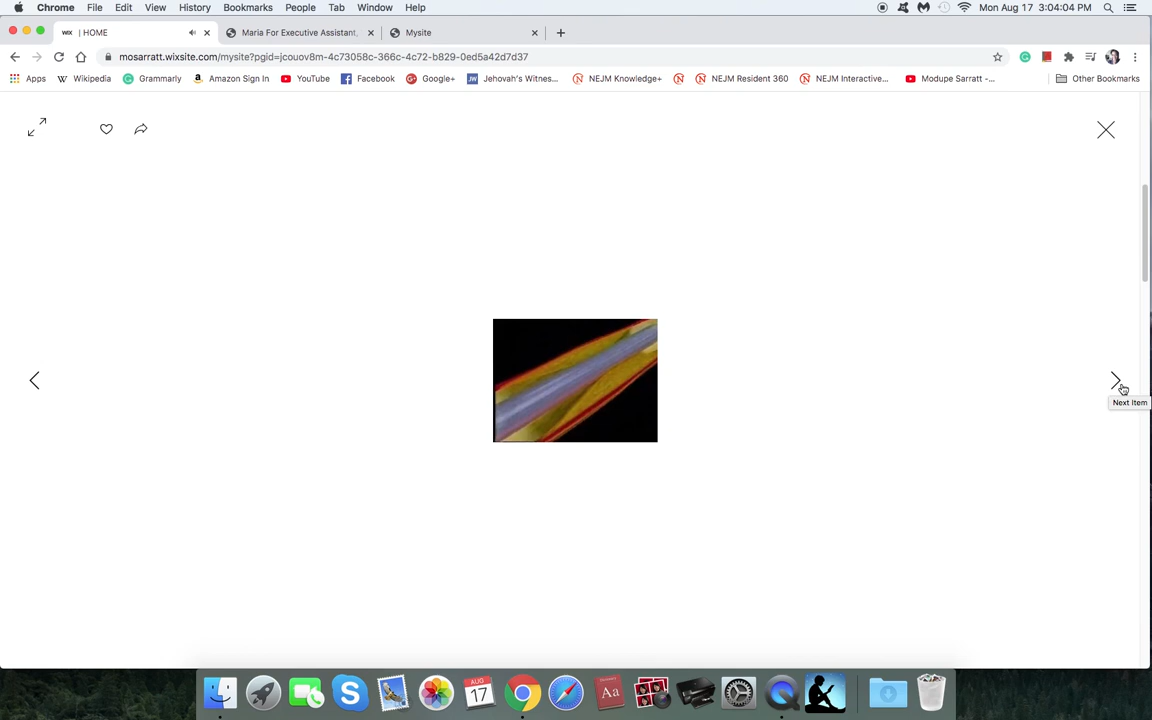 Chrome File Edit View History Bookmarks People Tab Window Help Mon Aug 17 3:04:04 PM
WIX | HOME Maria For Executive Assistant, Mysite
mosarratt.wixsite.com/mysite?pgid=jcouov8m-4c73058c-366c-4c72-b829-0ed5a42d7d37
Apps Wikipedia Grammarly Amazon Sign In YouTube Facebook Google+ Jehovah's Witnes... NEJM Knowledge+ NEJM Resident 360 NEJM Interactive... Modupe Sarratt -... Other Bookmarks
Next Item
AUG
17
Aa